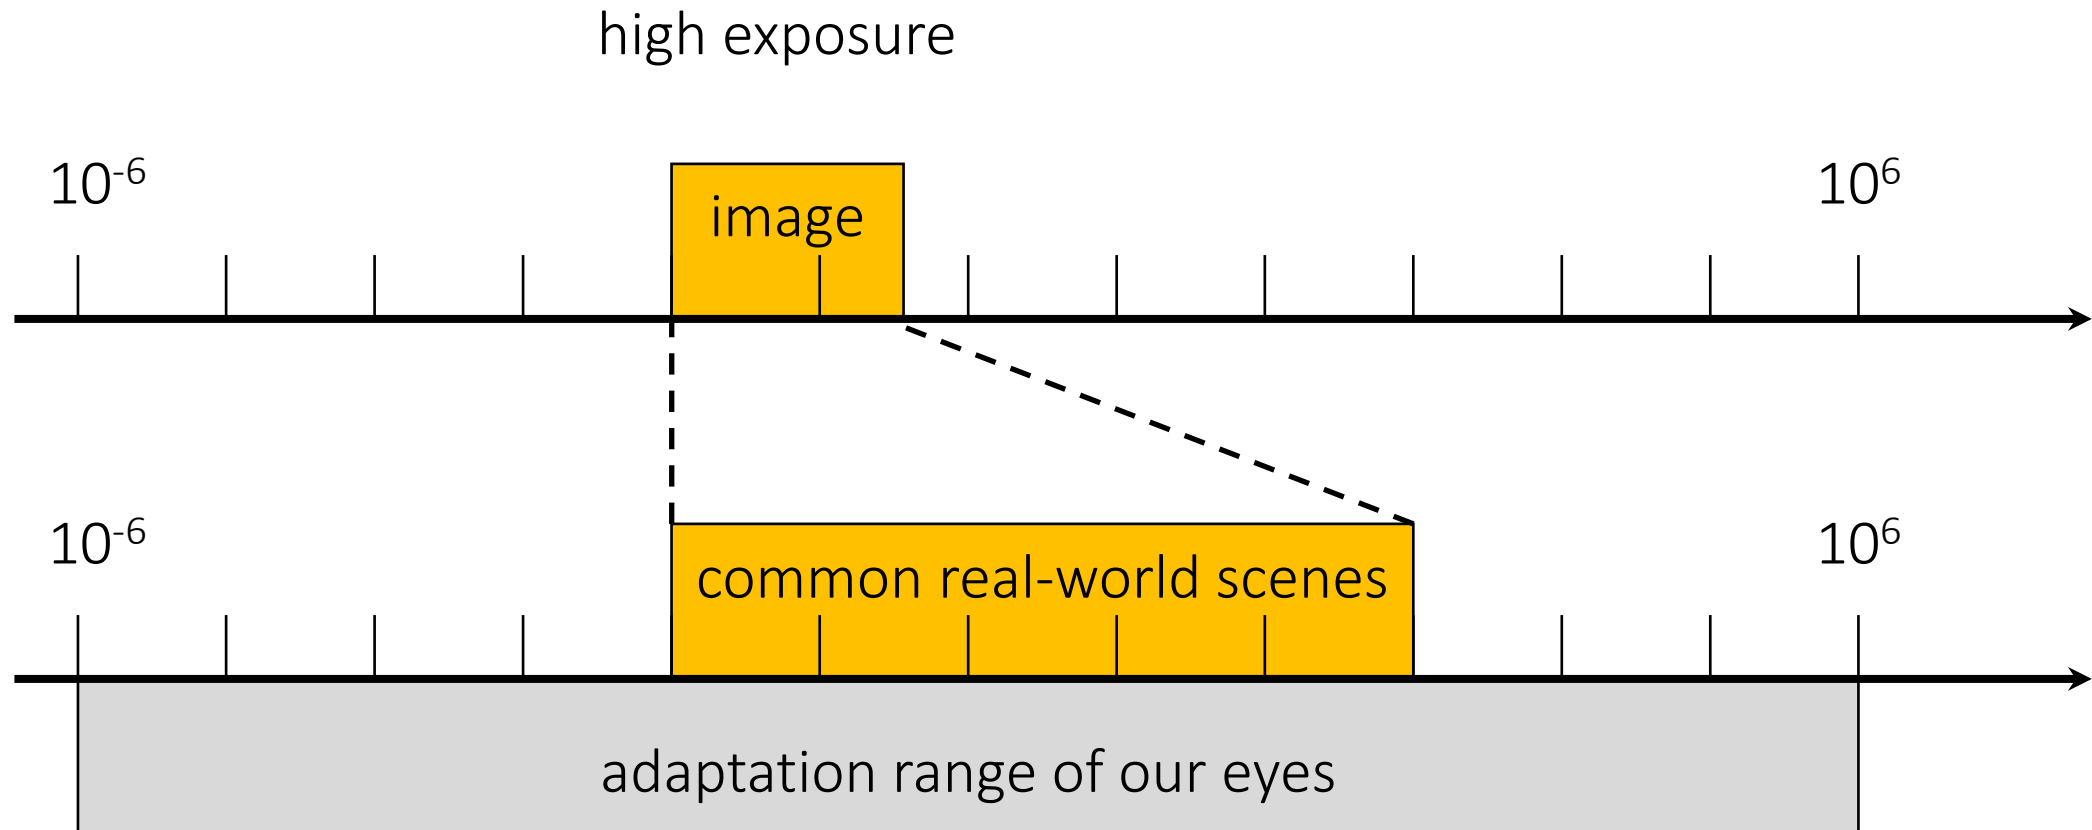 high exposure
10⁻⁶
10⁶
image
10⁻⁶
10⁶
common real-world scenes
adaptation range of our eyes